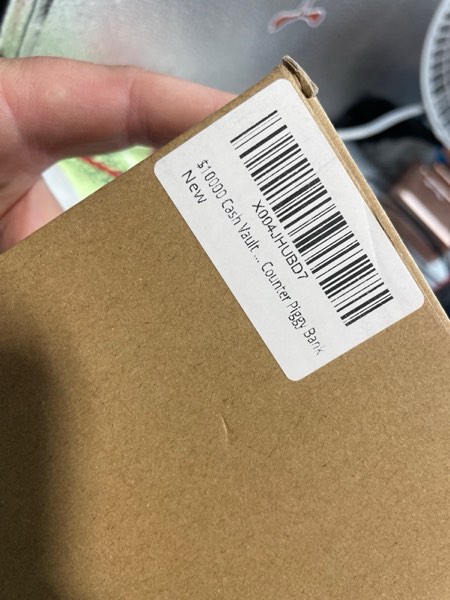 X004JHUBD7
$10000 Cash Vault ... Counter Piggy Bank
New